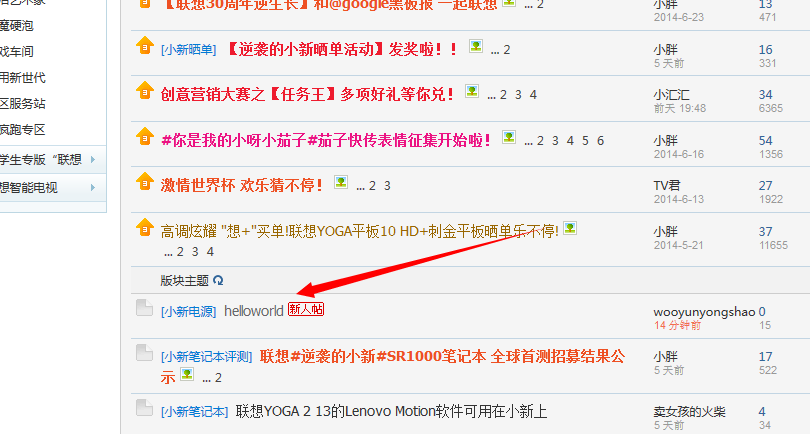 魔硬泡
戏车间
用新世代
区服务站
疯跑专区
学生专版“联想
想智能电视
【联想30周年逆生长】和@google黑板报 一起联想 ... 2
小胖 13
2014-6-23 471
[小新晒单] 【逆袭的小新晒单活动】发奖啦！！ ... 2
小胖 16
5 天前 331
创意营销大赛之【任务王】多项好礼等你兑！ ... 2 3 4
小汇汇 34
前天 19:48 6365
#你是我的小呀小茄子#茄子快传表情征集开始啦！ ... 2 3 4 5 6
小胖 54
2014-6-16 1356
激情世界杯 欢乐猜不停！ ... 2 3
TV君 27
2014-6-13 1922
高调炫耀 "想+"买单!联想YOGA平板10 HD+刺金平板晒单乐不停!
... 2 3 4
小胖 37
2014-5-21 11655
版块主题
[小新电源] helloworld 新人帖
wooyunyongshao 0
14 分钟前 15
[小新笔记本评测] 联想#逆袭的小新#SR1000笔记本 全球首测招募结果公
示 ... 2
小胖 17
5 天前 522
[小新笔记本] 联想YOGA 2 13的Lenovo Motion软件可用在小新上
卖女孩的火柴 4
5 天前 34